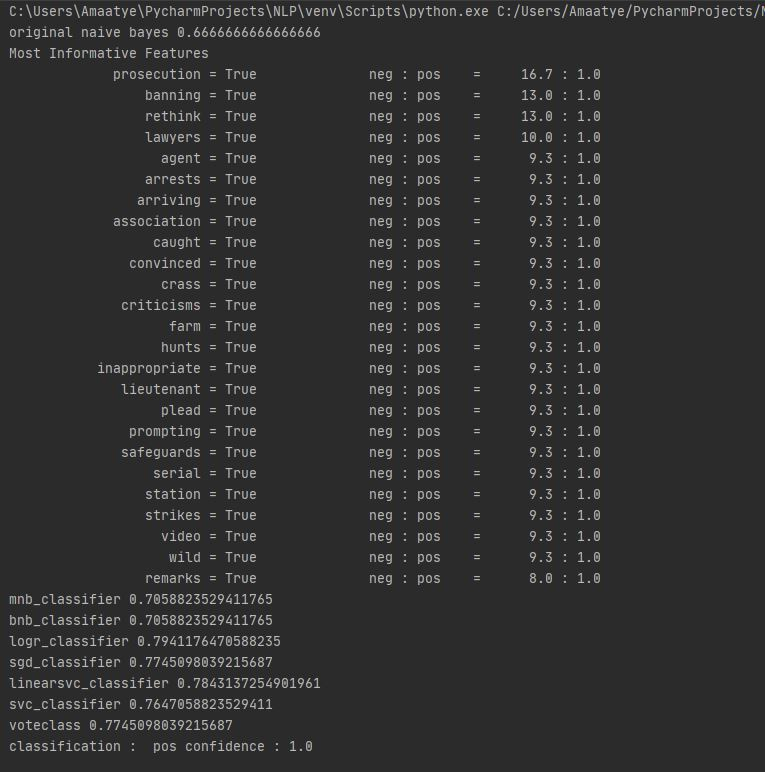 C:\Users\Amaatye\PycharmProjects\NLP\venv\Scripts\python.exe C:/Users/Amaatye/PycharmProjects/
original naive bayes 0.6666666666666666
Most Informative Features
prosecution = True neg : pos = 16.7 : 1.0
banning = True neg : pos = 13.0 : 1.0
rethink = True neg : pos = 13.0 : 1.0
lawyers = True neg : pos = 10.0 : 1.0
agent = True neg : pos = 9.3 : 1.0
arrests = True neg : pos = 9.3 : 1.0
arriving = True neg : pos = 9.3 : 1.0
association = True neg : pos = 9.3 : 1.0
caught = True neg : pos = 9.3 : 1.0
convinced = True neg : pos = 9.3 : 1.0
crass = True neg : pos = 9.3 : 1.0
criticisms = True neg : pos = 9.3 : 1.0
farm = True neg : pos = 9.3 : 1.0
hunts = True neg : pos = 9.3 : 1.0
inappropriate = True neg : pos = 9.3 : 1.0
lieutenant = True neg : pos = 9.3 : 1.0
plead = True neg : pos = 9.3 : 1.0
prompting = True neg : pos = 9.3 : 1.0
safeguards = True neg : pos = 9.3 : 1.0
serial = True neg : pos = 9.3 : 1.0
station = True neg : pos = 9.3 : 1.0
strikes = True neg : pos = 9.3 : 1.0
video = True neg : pos = 9.3 : 1.0
wild = True neg : pos = 9.3 : 1.0
remarks = True neg : pos = 8.0 : 1.0
mnb_classifier 0.7058823529411765
bnb_classifier 0.7058823529411765
logr_classifier 0.7941176470588235
sgd_classifier 0.7745098039215687
linearsvc_classifier 0.7843137254901961
svc_classifier 0.7647058823529411
voteclass 0.7745098039215687
classification :  pos confidence : 1.0